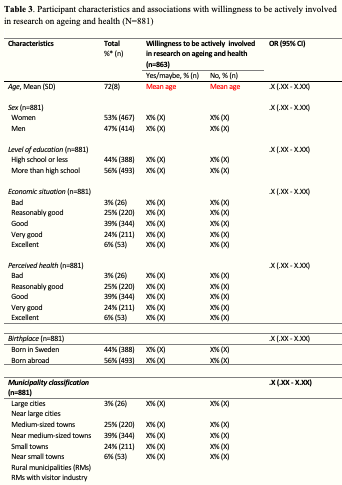 Table 3. Participant characteristics and associations with willingness to be actively involved
in research on ageing and health (N=881)
Characteristics Total Willingness to be actively involved OR (95% CI)
%* (n) in research on ageing and health
(n=863)
Yes/maybe, % (n) No, % (n)
Age, Mean (SD) 72(8) Mean age Mean age .X (.XX - X.XX)
Sex (n=881) .X (.XX - X.XX)
Women 53% (467) X% (X) X% (X)
Men 47% (414) X% (X) X% (X)
Level of education (n=881) .X (.XX - X.XX)
High school or less 44% (388) X% (X) X% (X)
More than high school 56% (493) X% (X) X% (X)
Economic situation (n=881) .X (.XX - X.XX)
Bad 3% (26) X% (X) X% (X)
Reasonably good 25% (220) X% (X) X% (X)
Good 39% (344) X% (X) X% (X)
Very good 24% (211) X% (X) X% (X)
Excellent 6% (53) X% (X) X% (X)
Perceived health (n=881) .X (.XX - X.XX)
Bad 3% (26) X% (X) X% (X)
Reasonably good 25% (220) X% (X) X% (X)
Good 39% (344) X% (X) X% (X)
Very good 24% (211) X% (X) X% (X)
Excellent 6% (53) X% (X) X% (X)
Birthplace (n=881) .X (.XX - X.XX)
Born in Sweden 44% (388) X% (X) X% (X)
Born abroad 56% (493) X% (X) X% (X)
Municipality classification .X (.XX - X.XX)
(n=881)
Large cities 3% (26) X% (X) X% (X)
Near large cities
Medium-sized towns 25% (220) X% (X) X% (X)
Near medium-sized towns 39% (344) X% (X) X% (X)
Small towns 24% (211) X% (X) X% (X)
Near small towns 6% (53) X% (X) X% (X)
Rural municipalities (RMs)
RMs with visitor industry